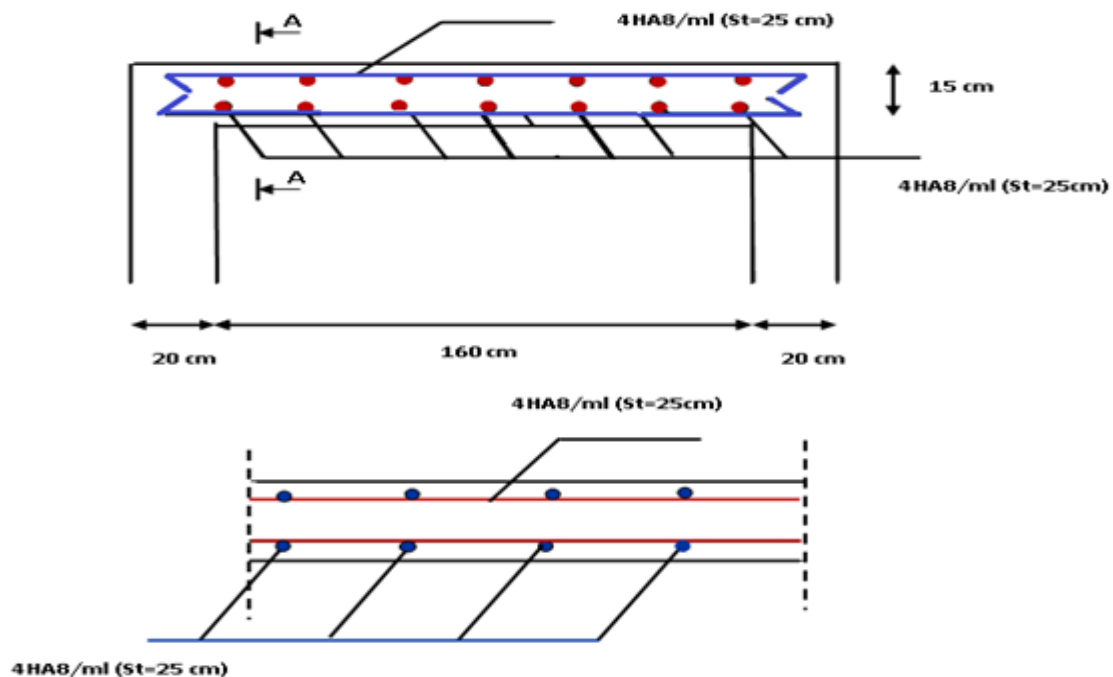 4HA8/ml (St=25 cm)
A
15 cm
A
4HA8/ml (St=25cm)
20 cm
160 cm
20 cm
4HA8/ml (St=25cm)
4HA8/ml (St=25 cm)